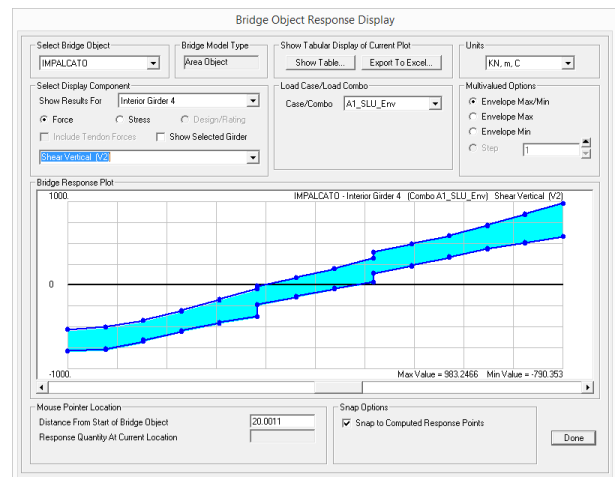 Bridge Object Response Display
Select Bridge Object
IMPALCATO
Bridge Model Type
Area Object
Show Tabular Display of Current Plot
Show Table...
Export To Excel...
Units
KN, m, C
Select Display Component
Show Results For
Interior Girder 4
Force
Stress
Design/Rating
Include Tendon Forces
Show Selected Girder
Shear Vertical (V2)
Load Case/Load Combo
Case/Combo
A1_SLU_Env
Multivalued Options
Envelope Max/Min
Envelope Max
Envelope Min
Step
1
Bridge Response Plot
1000.
IMPALCATO - Interior Girder 4 (Combo A1_SLU_Env) Shear Vertical (V2)
0
-1000.
Max Value = 983.2466 Min Value = -790.353
Mouse Pointer Location
Distance From Start of Bridge Object
20.0011
Response Quantity At Current Location
Snap Options
Snap to Computed Response Points
Done